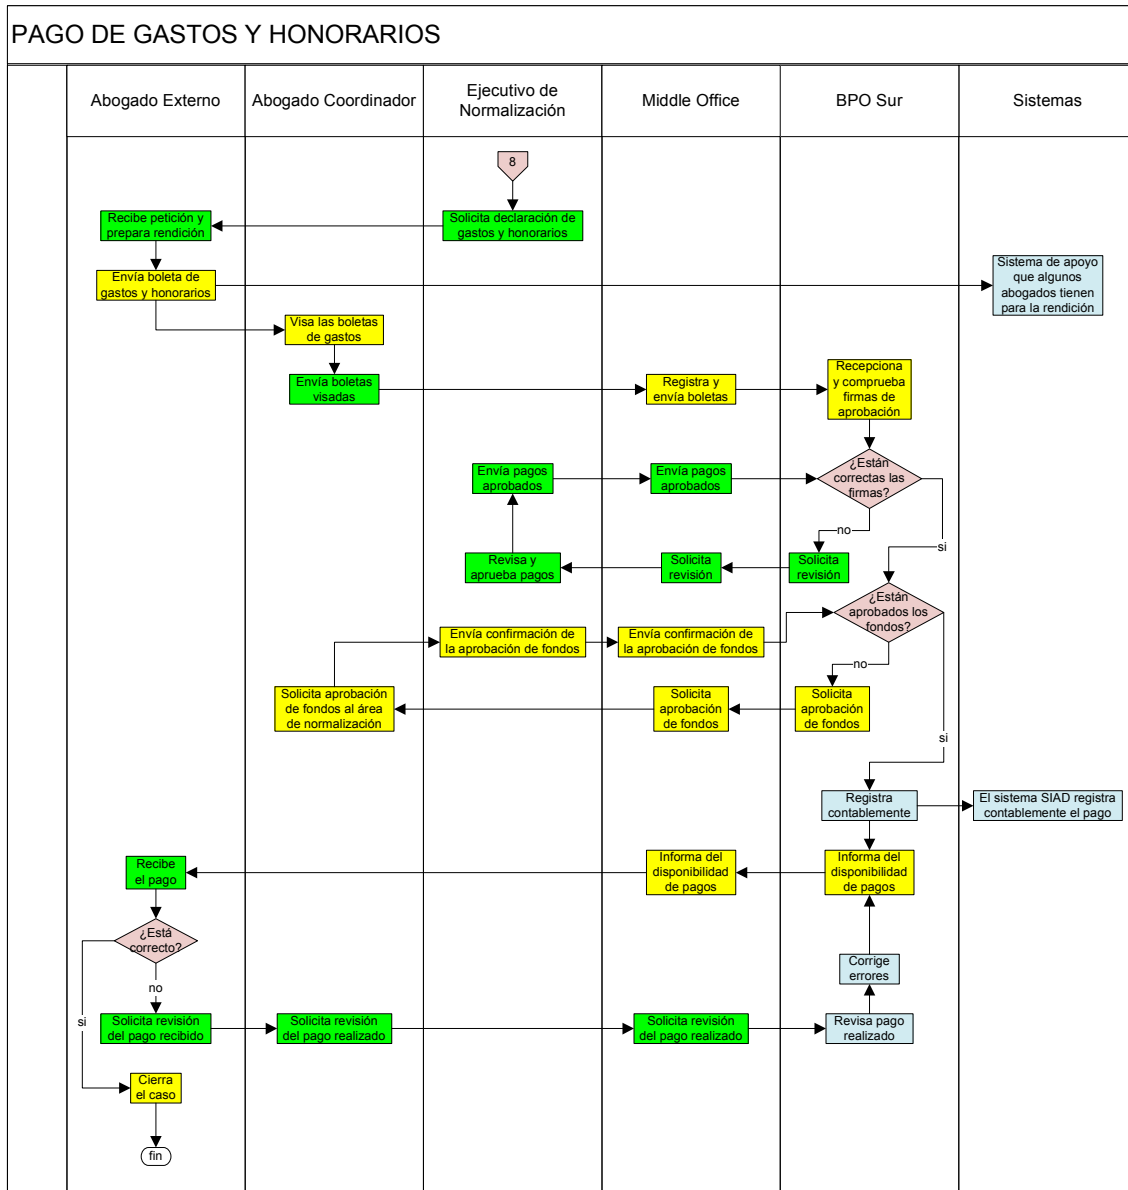 PAGO DE GASTOS Y HONORARIOS
Abogado Externo
Abogado Coordinador
Ejecutivo de
Normalización
Middle Office
BPO Sur
Sistemas
8
Recibe petición y
prepara rendición
Solicita declaración de
gastos y honorarios
Envía boleta de
gastos y honorarios
Sistema de apoyo
que algunos
abogados tienen
para la rendición
Visa las boletas
de gastos
Envía boletas
visadas
Registra y
envía boletas
Recepciona
y comprueba
firmas de
aprobación
Envía pagos
aprobados
Envía pagos
aprobados
¿Están
correctas las
firmas?
no
si
Revisa y
aprueba pagos
Solicita
revisión
Solicita
revisión
¿Están
aprobados los
fondos?
Envía confirmación de
la aprobación de fondos
Envía confirmación de
la aprobación de fondos
no
Solicita aprobación
de fondos al área
de normalización
Solicita
aprobación
de fondos
Solicita
aprobación
de fondos
si
Registra
contablemente
El sistema SIAD registra
contablemente el pago
Recibe
el pago
Informa del
disponibilidad
de pagos
Informa del
disponibilidad
de pagos
¿Está
correcto?
Corrige
errores
no
si
Solicita revisión
del pago recibido
Solicita revisión
del pago realizado
Solicita revisión
del pago realizado
Revisa pago
realizado
Cierra
el caso
fin